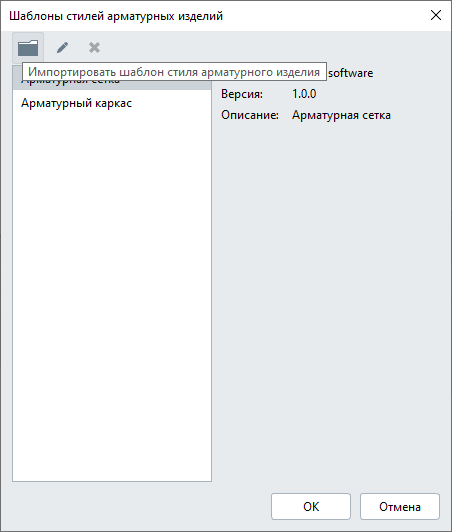 Шаблоны стилей арматурных изделий
Импортировать шаблон стиля арматурного изделия
software
Арматурная сетка
Версия: 1.0.0
Арматурный каркас
Описание: Арматурная сетка
OK
Отмена